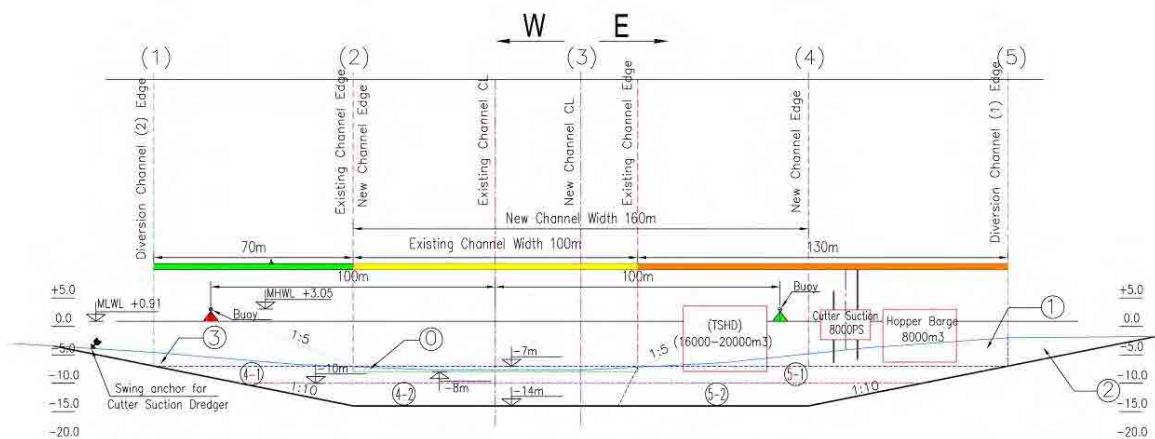 W E
(1) (2) (3) (4) (5)
Diversion Channel (2) Edge
Existing Channel Edge
New Channel Edge
Existing Channel CL
New Channel CL
Existing Channel Edge
New Channel Edge
Diversion Channel (1) Edge
New Channel Width 160m
70m
Existing Channel Width 100m
130m
100m
100m
+5.0
MLWL +0.91
MHWL +3.05
Buoy
Buoy
+5.0
0.0
Cutter Suction
8000PS
Hopper Barge
8000m3
1
0.0
(TSHD)
(16000-20000m3)
3
1:5
0
-7m
1:5
-5.0
-5.0
4-1
-10m
5-1
-10.0
1:10
-8m
1:10
2
-10.0
Swing anchor for
Cutter Suction Dredger
4-2
-14m
5-2
-15.0
-15.0
-20.0
-20.0